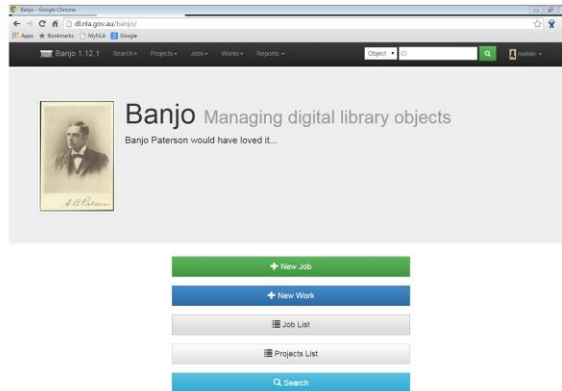 Banjo - Google Chrome
dl.nla.gov.au/banjo/
Apps Bookmarks MyNLA Google
Banjo 1.12.1 Search Projects Jobs Works Reports Object ID
Banjo Managing digital library objects
Banjo Paterson would have loved it...
A.B. Paterson
New Job
New Work
Job List
Projects List
Search